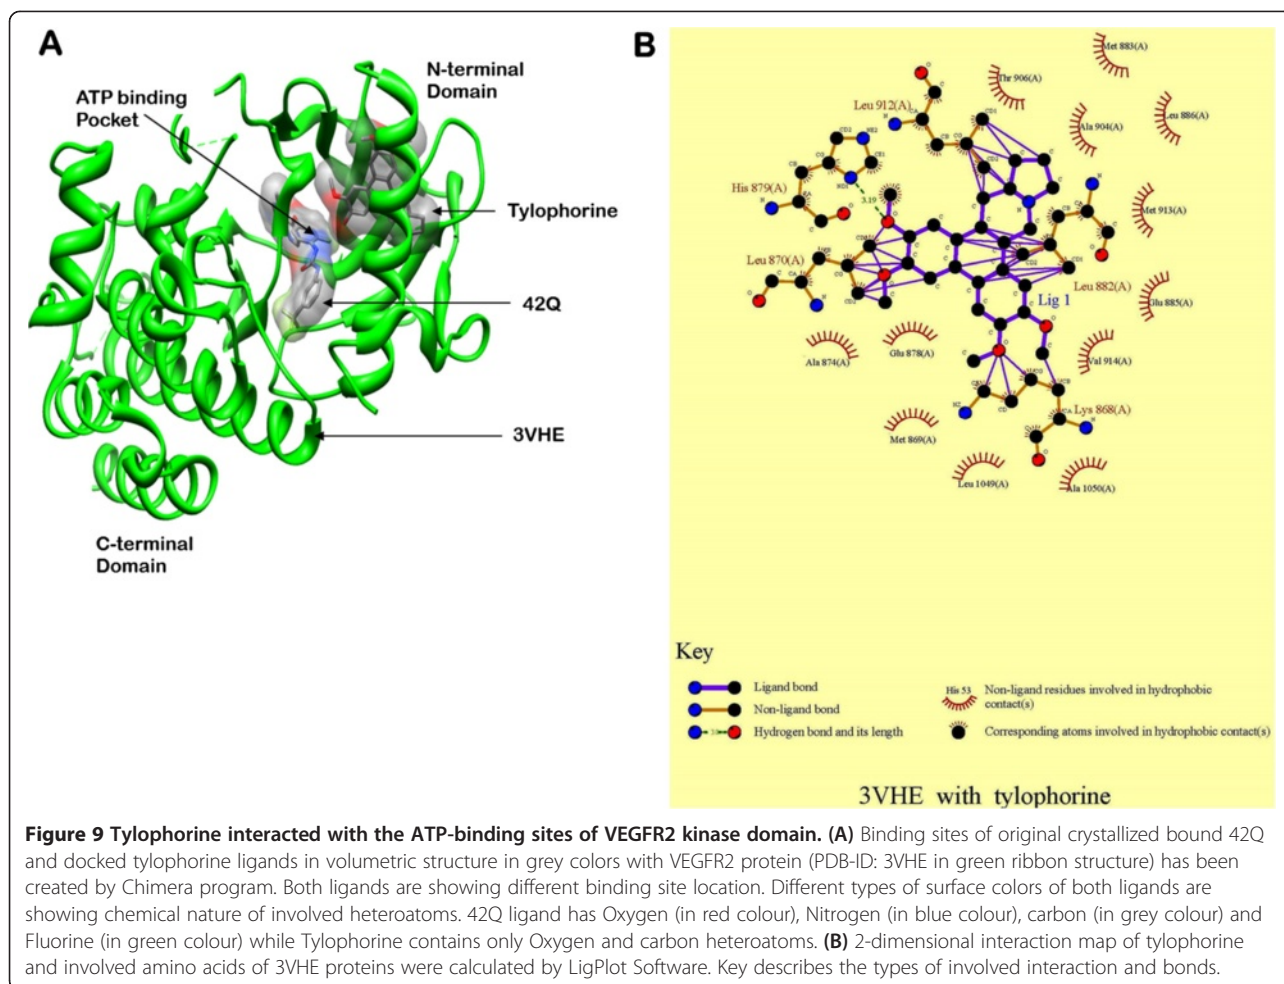 A
ATP binding
Pocket
N-terminal
Domain
Tylophorine
42Q
3VHE
C-terminal
Domain
B
Met 883(A)
Thr 906(A)
Leu 912(A)
Ala 904(A)
Leu 886(A)
His 879(A)
3.19
Met 913(A)
Leu 870(A)
Leu 882(A)
Lig 1
Glu 885(A)
Ala 874(A)
Glu 878(A)
Val 914(A)
Lys 868(A)
Met 869(A)
Leu 1049(A)
Ala 1050(A)
Key
Ligand bond
Non-ligand bond
Hydrogen bond and its length
His 53
Non-ligand residues involved in hydrophobic
contact(s)
Corresponding atoms involved in hydrophobic contact(s)
3VHE with tylophorine
Figure 9 Tylophorine interacted with the ATP-binding sites of VEGFR2 kinase domain. (A) Binding sites of original crystallized bound 42Q
and docked tylophorine ligands in volumetric structure in grey colors with VEGFR2 protein (PDB-ID: 3VHE in green ribbon structure) has been
created by Chimera program. Both ligands are showing different binding site location. Different types of surface colors of both ligands are
showing chemical nature of involved heteroatoms. 42Q ligand has Oxygen (in red colour), Nitrogen (in blue colour), carbon (in grey colour) and
Fluorine (in green colour) while Tylophorine contains only Oxygen and carbon heteroatoms. (B) 2-dimensional interaction map of tylophorine
and involved amino acids of 3VHE proteins were calculated by LigPlot Software. Key describes the types of involved interaction and bonds.